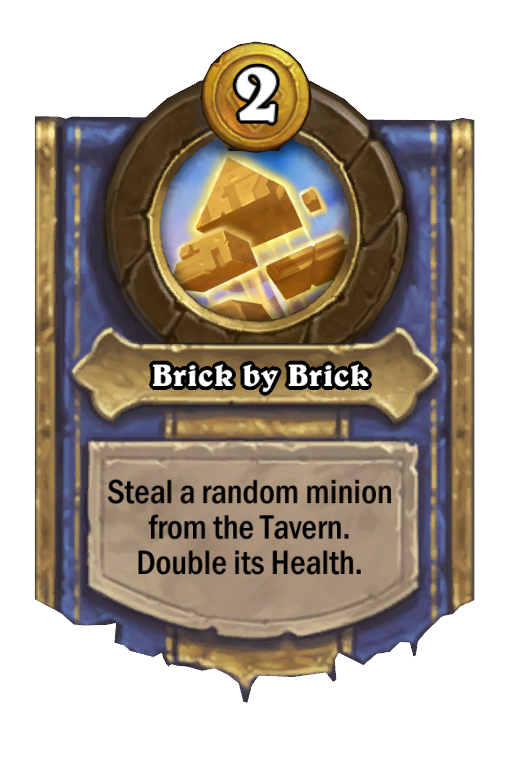 2
Brick by Brick
Steal a random minion
from the Tavern.
Double its Health.